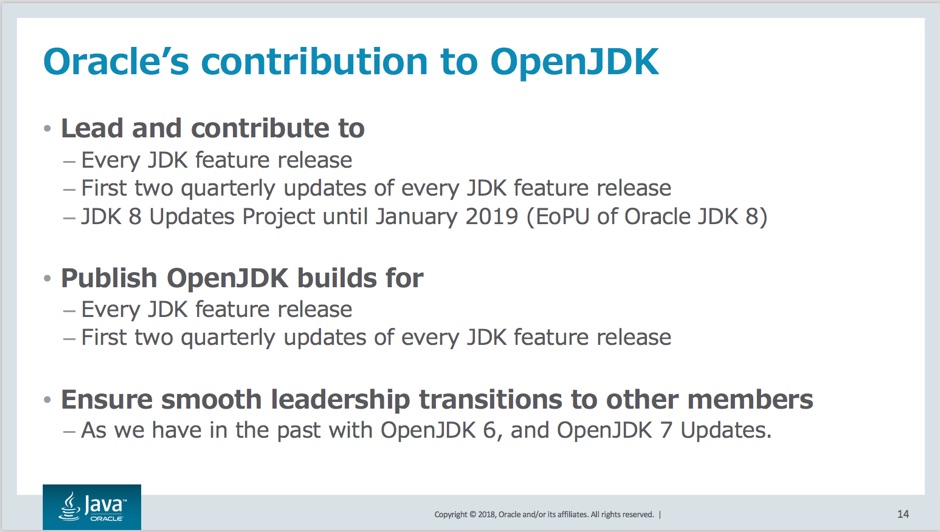 Oracle’s contribution to OpenJDK
• Lead and contribute to
– Every JDK feature release
– First two quarterly updates of every JDK feature release
– JDK 8 Updates Project until January 2019 (EoPU of Oracle JDK 8)
• Publish OpenJDK builds for
– Every JDK feature release
– First two quarterly updates of every JDK feature release
• Ensure smooth leadership transitions to other members
– As we have in the past with OpenJDK 6, and OpenJDK 7 Updates.
Java™
ORACLE
Copyright © 2018, Oracle and/or its affiliates. All rights reserved. |
14